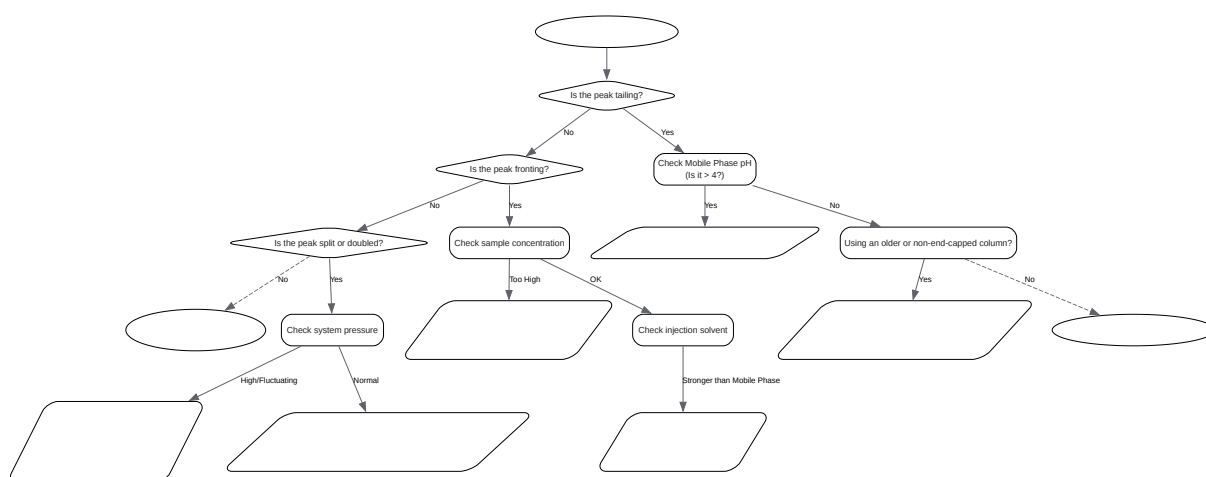 Is the peak tailing?
No
Yes
Is the peak fronting?
Check Mobile Phase pH
(Is it > 4?)
No
Yes
Yes
No
Is the peak split or doubled?
Check sample concentration
Using an older or non-end-capped column?
No
Yes
Too High
OK
Yes
No
Check system pressure
Check injection solvent
High/Fluctuating
Normal
Stronger than Mobile Phase